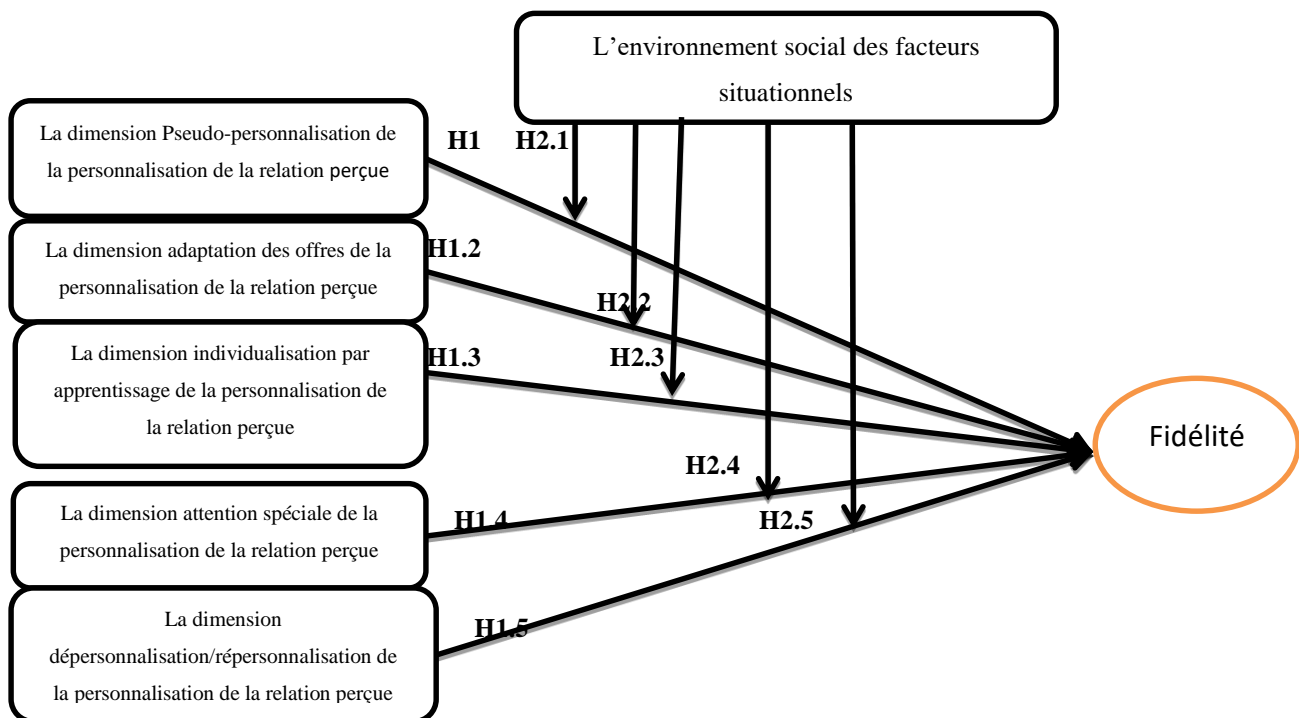 L'environnement social des facteurs
situationnels
La dimension Pseudo-personnalisation de
la personnalisation de la relation perçue
H1
H2.1
La dimension adaptation des offres de la
personnalisation de la relation perçue
H1.2
H2.2
La dimension individualisation par
apprentissage de la personnalisation de
la relation perçue
H1.3
H2.3
Fidélité
La dimension attention spéciale de la
personnalisation de la relation perçue
H1.4
H2.4
La dimension
dépersonnalisation/répersonnalisation de
la personnalisation de la relation perçue
H1.5
H2.5